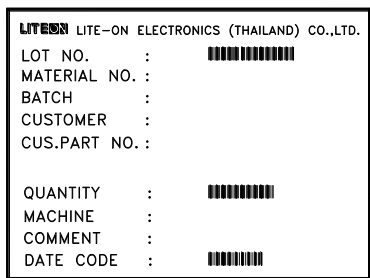 LITEON LITE-ON ELECTRONICS (THAILAND) CO.,LTD.
LOT NO. :
MATERIAL NO. :
BATCH :
CUSTOMER :
CUS.PART NO. :
QUANTITY :
MACHINE :
COMMENT :
DATE CODE :